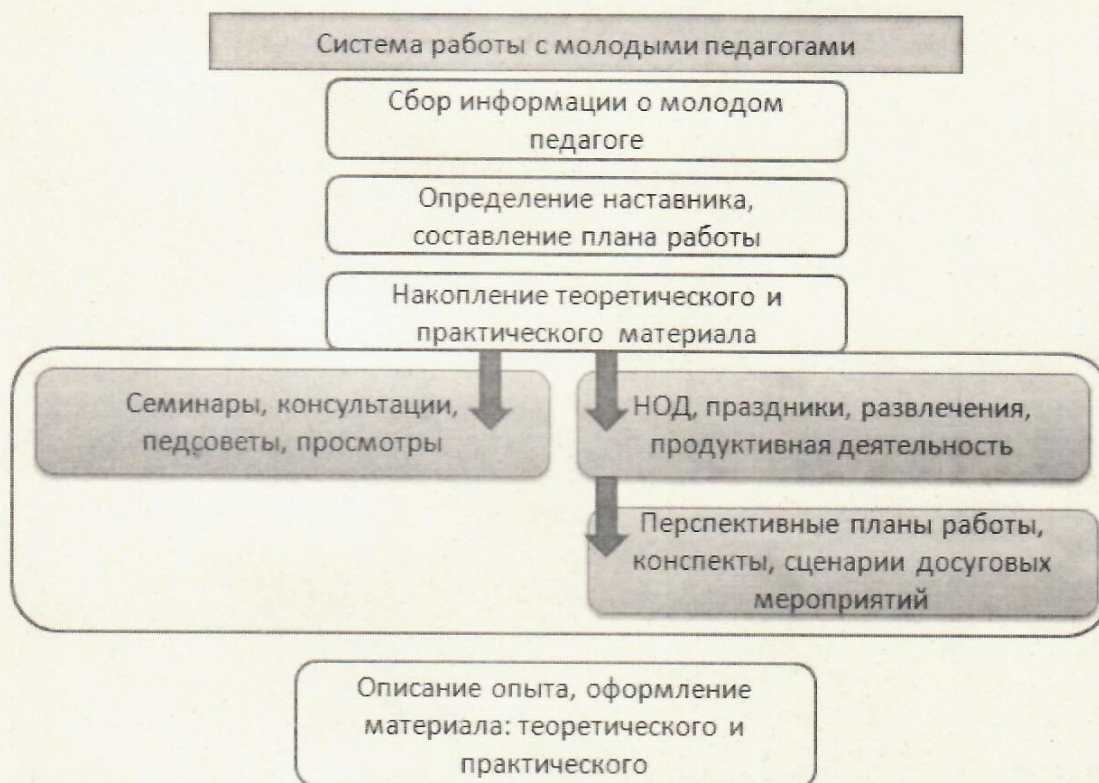 Система работы с молодыми педагогами
Сбор информации о молодом
педагоге
Определение наставника,
составление плана работы
Накопление теоретического и
практического материала
Семинары, консультации,
педсоветы, просмотры
НОД, праздники, развлечения,
продуктивная деятельность
Перспективные планы работы,
конспекты, сценарии досуговых
мероприятий
Описание опыта, оформление
материала: теоретического и
практического